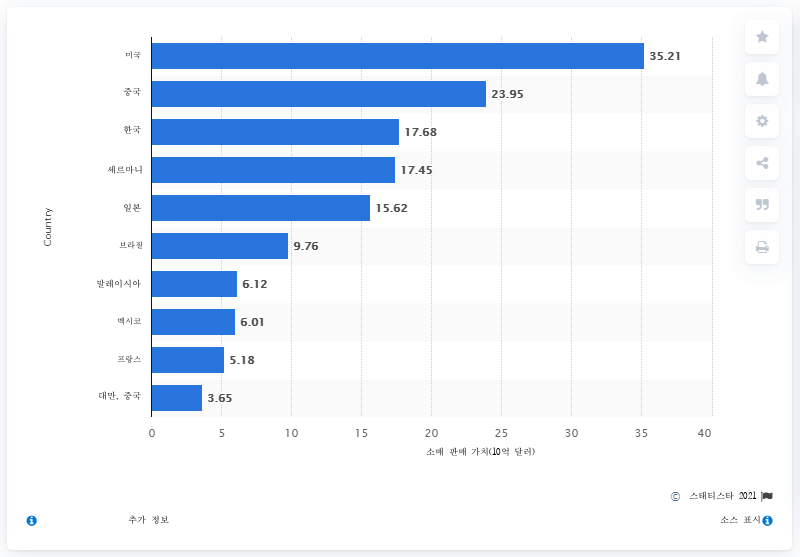 미국 35.21
중국 23.95
한국 17.68
세르마니 17.45
일본 15.62
Country
브라질 9.76
말레이시아 6.12
멕시코 6.01
프랑스 5.18
대만, 중국 3.65
0 5 10 15 20 25 30 35 40
소매 판매 가치(10억 달러)
© 스태티스타 2021
추가 정보 소스 표시